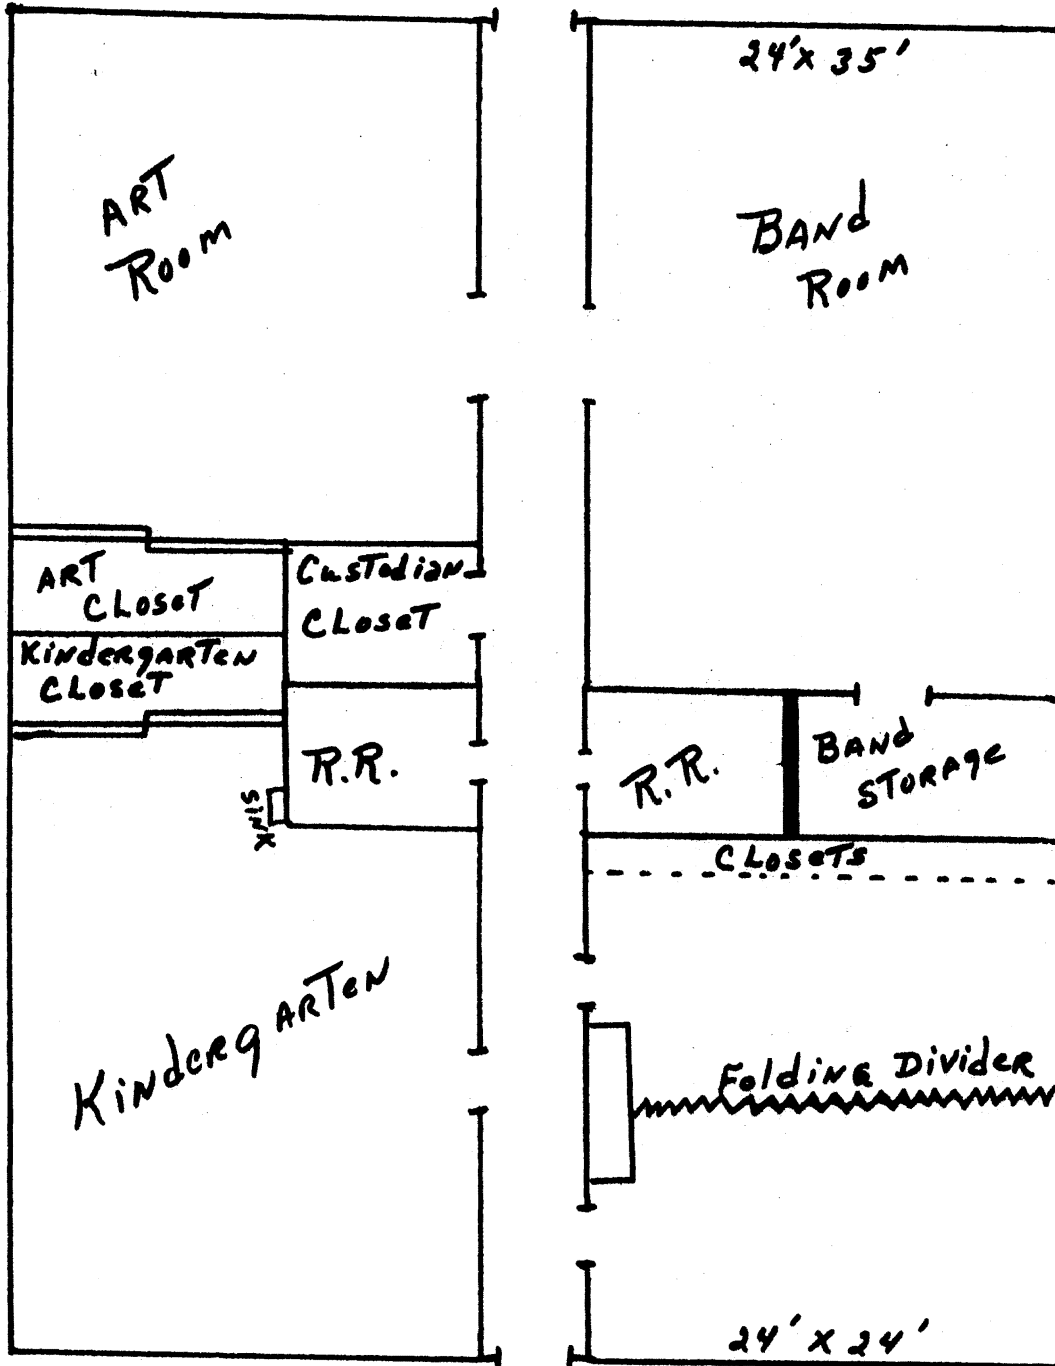 24' x 35'
ART
ROOM
BANd
ROOM
ART
CLOSET
CusTodiaN
CLOSeT
KiNdergARTeN
CLOSeT
R.R.
SINK
R.R.
BANd
STORAge
CLOSeTs
KiNdergARTeN
FoldiNg DivideR
24' x 24'